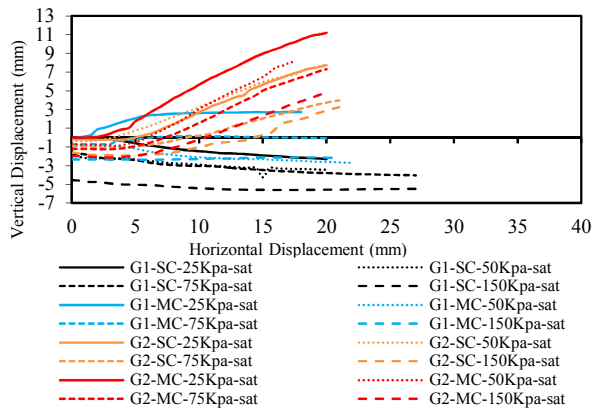 13
11
9
7
5
3
1
-1
-3
-5
-7
Vertical Displacement (mm)
0 5 10 15 20 25 30 35 40
Horizontal Displacement (mm)
G1-SC-25Kpa-sat G1-SC-50Kpa-sat
G1-SC-75Kpa-sat G1-SC-150Kpa-sat
G1-MC-25Kpa-sat G1-MC-50Kpa-sat
G1-MC-75Kpa-sat G1-MC-150Kpa-sat
G2-SC-25Kpa-sat G2-SC-50Kpa-sat
G2-SC-75Kpa-sat G2-SC-150Kpa-sat
G2-MC-25Kpa-sat G2-MC-50Kpa-sat
G2-MC-75Kpa-sat G2-MC-150Kpa-sat